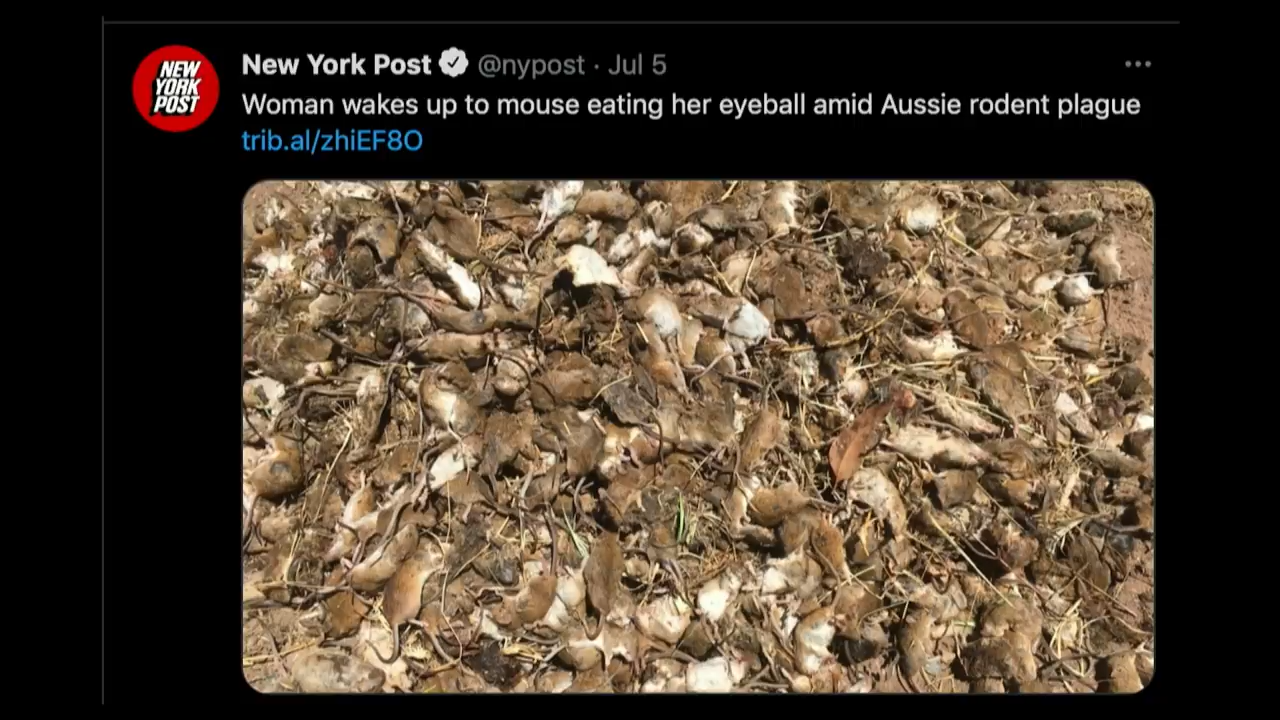 NEW
YORK
POST
New York Post @nypost · Jul 5
Woman wakes up to mouse eating her eyeball amid Aussie rodent plague
trib.al/zhiEF8O